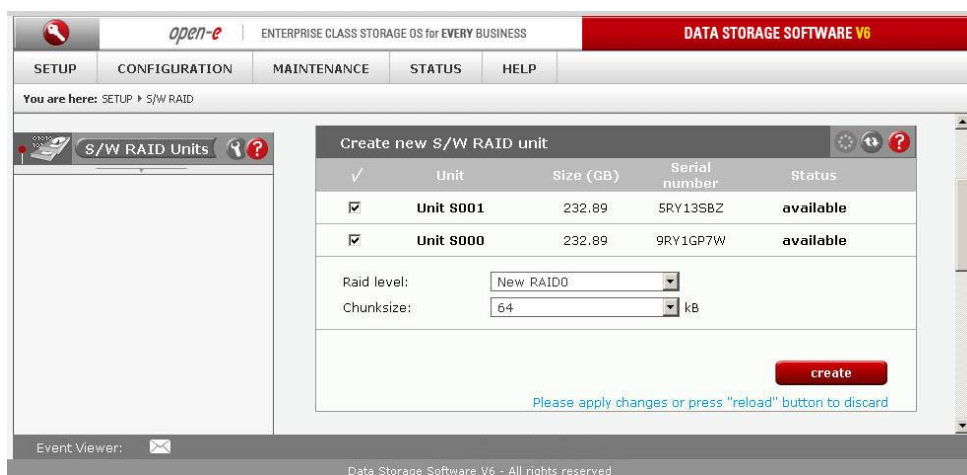 open-e ENTERPRISE CLASS STORAGE OS for EVERY BUSINESS DATA STORAGE SOFTWARE V6
SETUP CONFIGURATION MAINTENANCE STATUS HELP
You are here: SETUP ▸ S/W RAID
S/W RAID Units ?
Create new S/W RAID unit ?
√ Unit Size (GB) Serial number Status
Unit S001 232.89 5RY13SBZ available
Unit S000 232.89 9RY1GP7W available
Raid level: New RAID0
Chunksize: 64 kB
create
Please apply changes or press "reload" button to discard
Event Viewer:
Data Storage Software V6 - All rights reserved